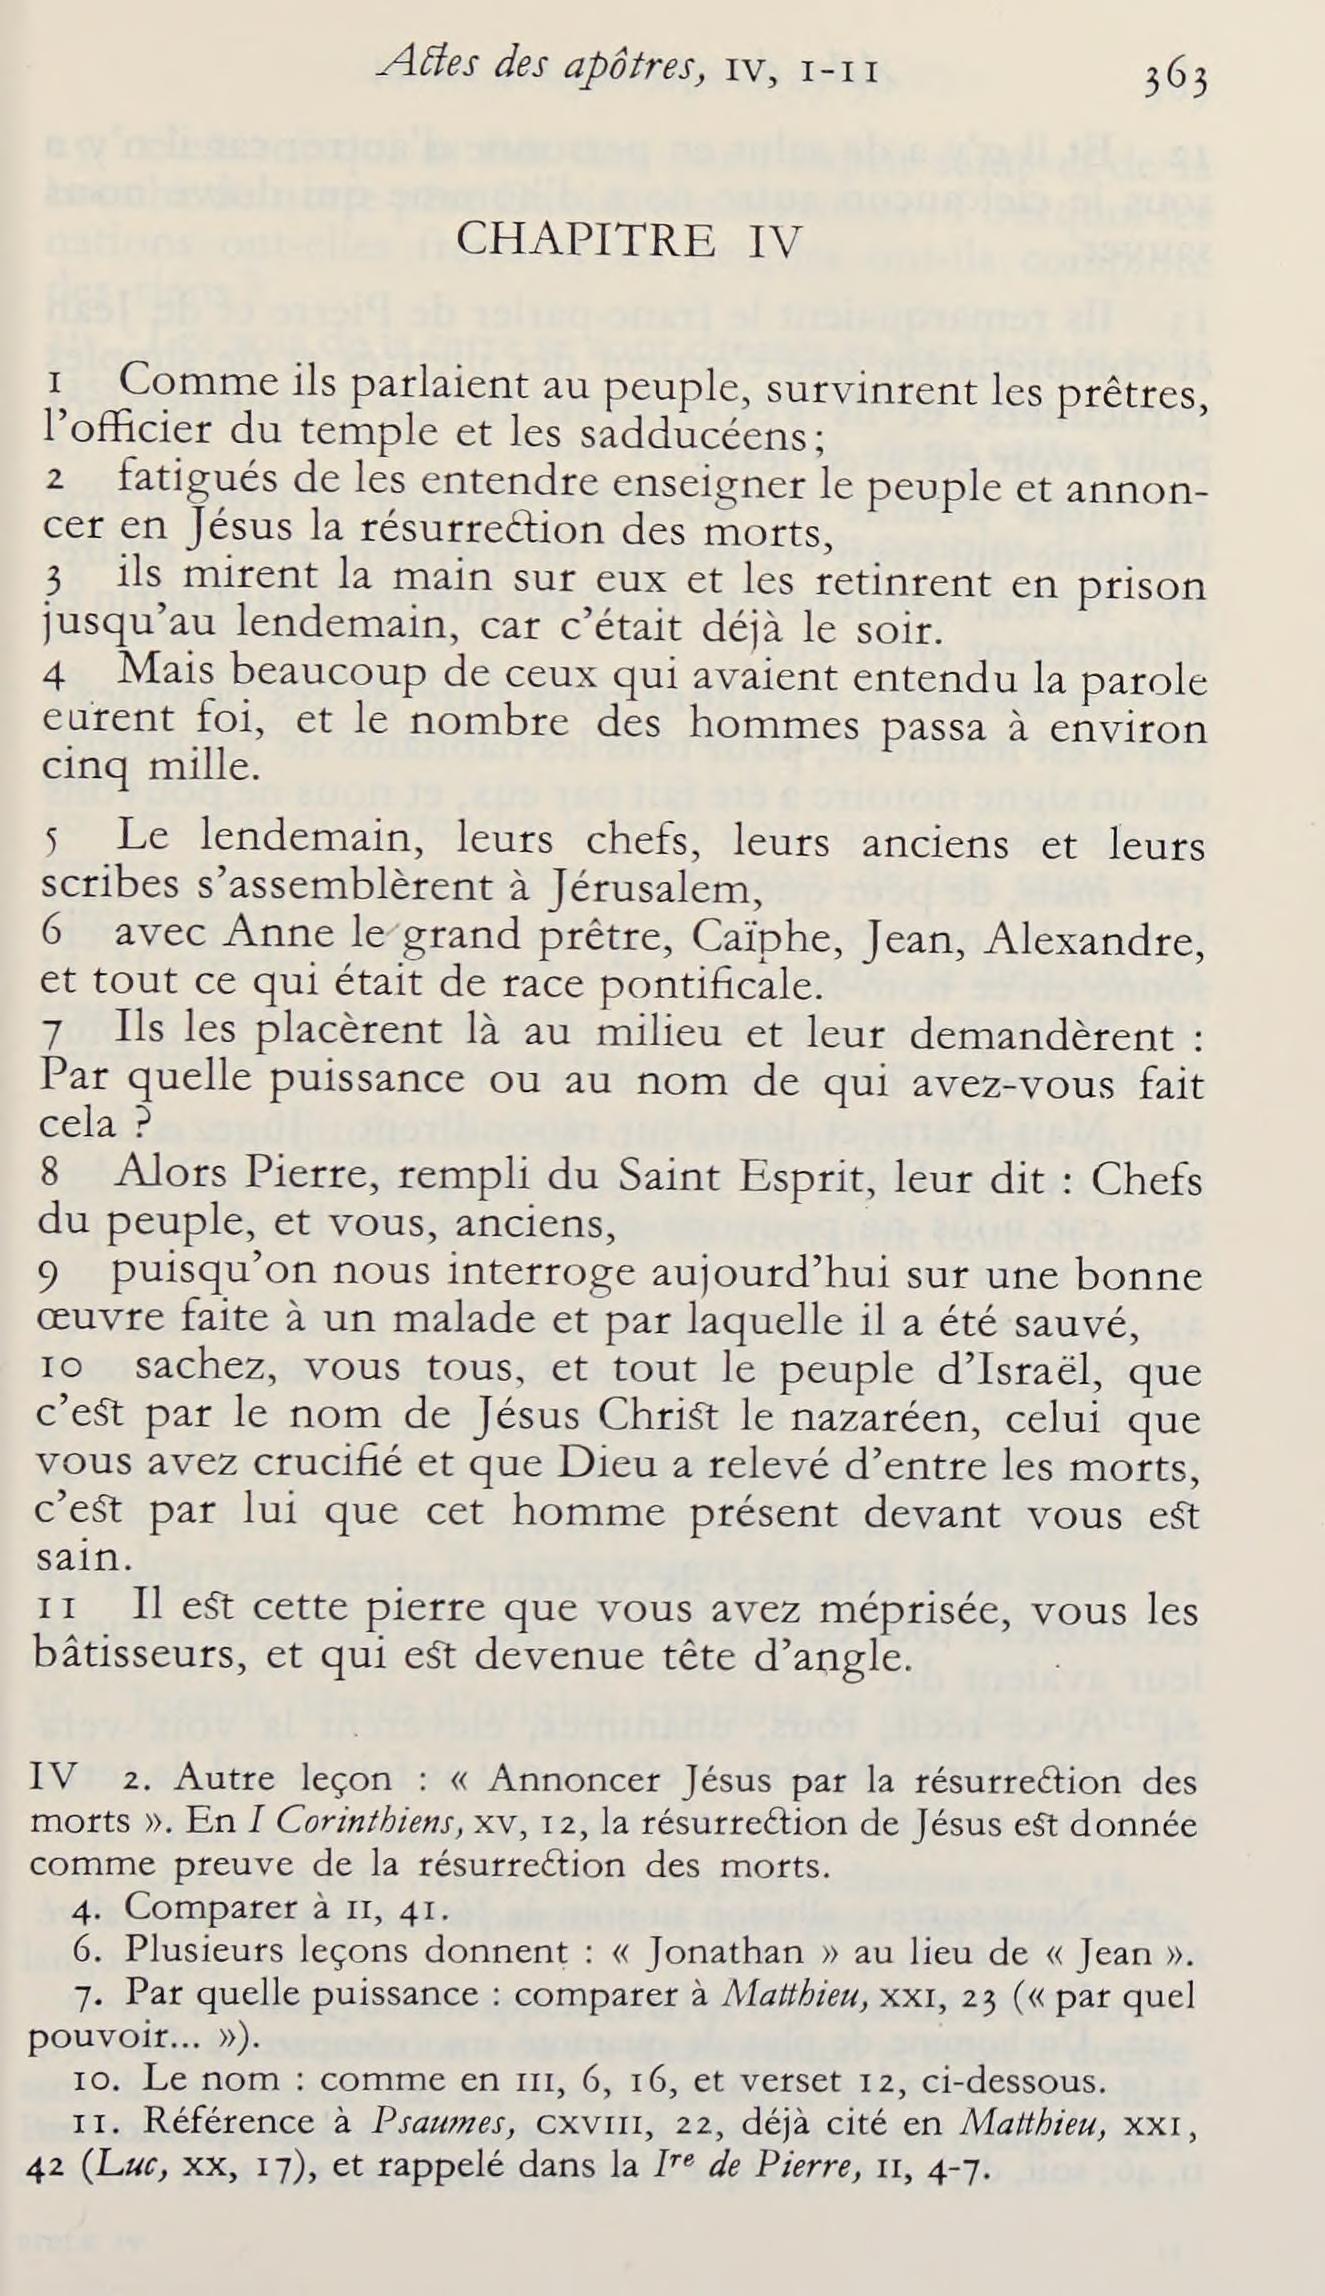 Actes des apôtres, IV, 1-11
363
CHAPITRE IV
1 Comme ils parlaient au peuple, survinrent les prêtres,
l’officier du temple et les sadducéens;
2 fatigués de les entendre enseigner le peuple et annon-
cer en Jésus la résurrection des morts,
3 ils mirent la main sur eux et les retinrent en prison
jusqu’au lendemain, car c’était déjà le soir.
4 Mais beaucoup de ceux qui avaient entendu la parole
eurent foi, et le nombre des hommes passa à environ
cinq mille.
5 Le lendemain, leurs chefs, leurs anciens et leurs
scribes s’assemblèrent à Jérusalem,
6 avec Anne le grand prêtre, Caïphe, Jean, Alexandre,
et tout ce qui était de race pontificale.
7 Ils les placèrent là au milieu et leur demandèrent :
Par quelle puissance ou au nom de qui avez-vous fait
cela ?
8 Alors Pierre, rempli du Saint Esprit, leur dit : Chefs
du peuple, et vous, anciens,
9 puisqu’on nous interroge aujourd’hui sur une bonne
œuvre faite à un malade et par laquelle il a été sauvé,
10 sachez, vous tous, et tout le peuple d’Israël, que
c’est par le nom de Jésus Christ le nazaréen, celui que
vous avez crucifié et que Dieu a relevé d’entre les morts,
c’est par lui que cet homme présent devant vous est
sain.
11 Il est cette pierre que vous avez méprisée, vous les
bâtisseurs, et qui est devenue tête d’angle.
IV 2. Autre leçon : « Annoncer Jésus par la résurrection des
morts ». En I Corinthiens, XV, 12, la résurrection de Jésus est donnée
comme preuve de la résurrection des morts.
4. Comparer à II, 41.
6. Plusieurs leçons donnent : « Jonathan » au lieu de « Jean ».
7. Par quelle puissance : comparer à Matthieu, XXI, 23 (« par quel
pouvoir... »).
10. Le nom : comme en III, 6, 16, et verset 12, ci-dessous.
11. Référence à Psaumes, CXVIII, 22, déjà cité en Matthieu, XXI,
42 (Luc, XX, 17), et rappelé dans la Iʳᵉ de Pierre, II, 4-7.